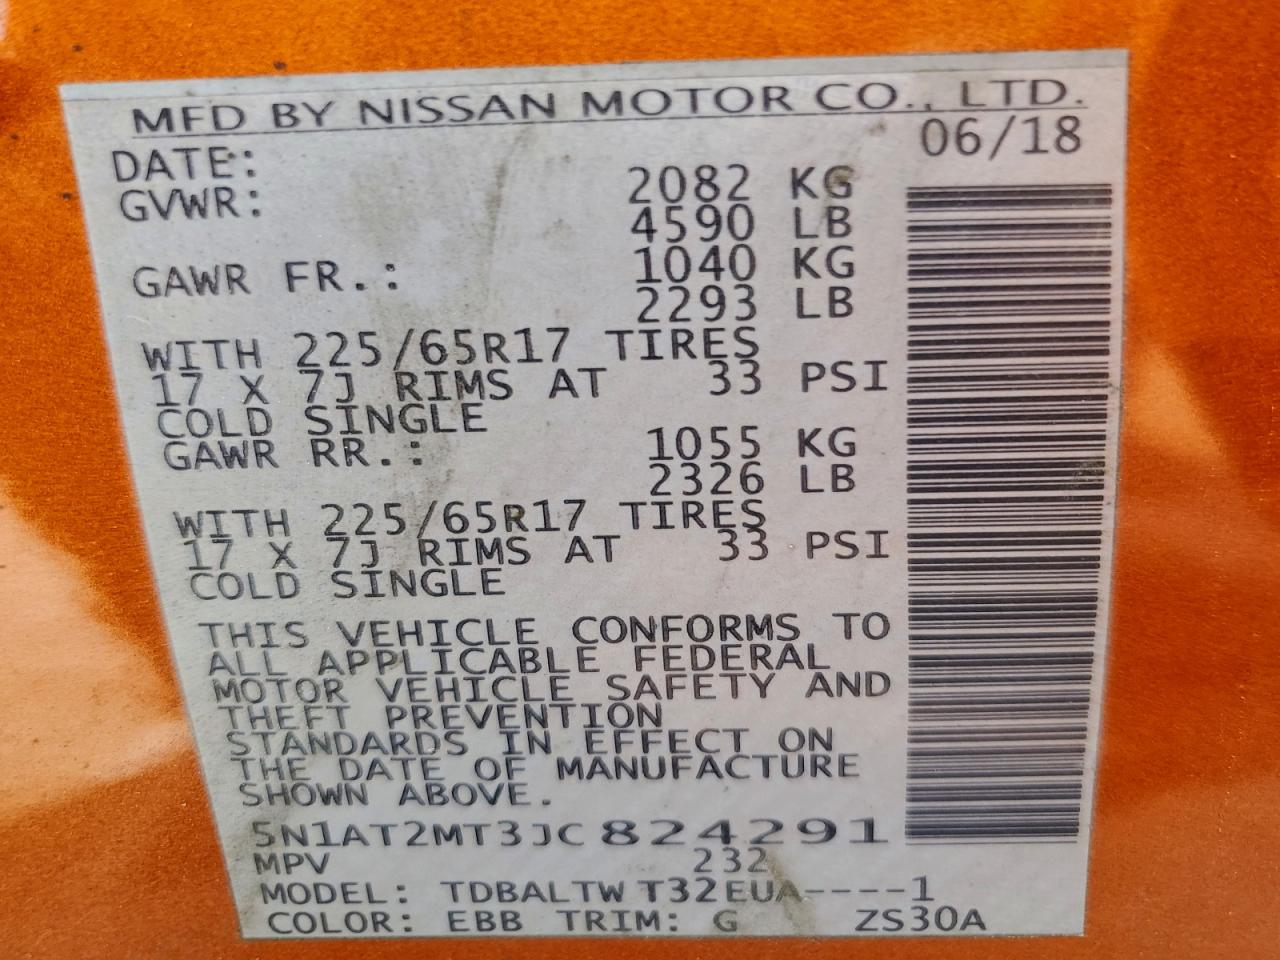 MFD BY NISSAN MOTOR CO., LTD.
DATE: 06/18
GVWR: 2082 KG
4590 LB
GAWR FR.: 1040 KG
2293 LB
WITH 225/65R17 TIRES
17 X 7J RIMS AT 33 PSI
COLD SINGLE
GAWR RR.: 1055 KG
2326 LB
WITH 225/65R17 TIRES
17 X 7J RIMS AT 33 PSI
COLD SINGLE
THIS VEHICLE CONFORMS TO
ALL APPLICABLE FEDERAL
MOTOR VEHICLE SAFETY AND
THEFT PREVENTION
STANDARDS IN EFFECT ON
THE DATE OF MANUFACTURE
SHOWN ABOVE.
5N1AT2MT3JC824291
MPV 232
MODEL: TDBALTW T32EUA----1
COLOR: EBB TRIM: G ZS30A